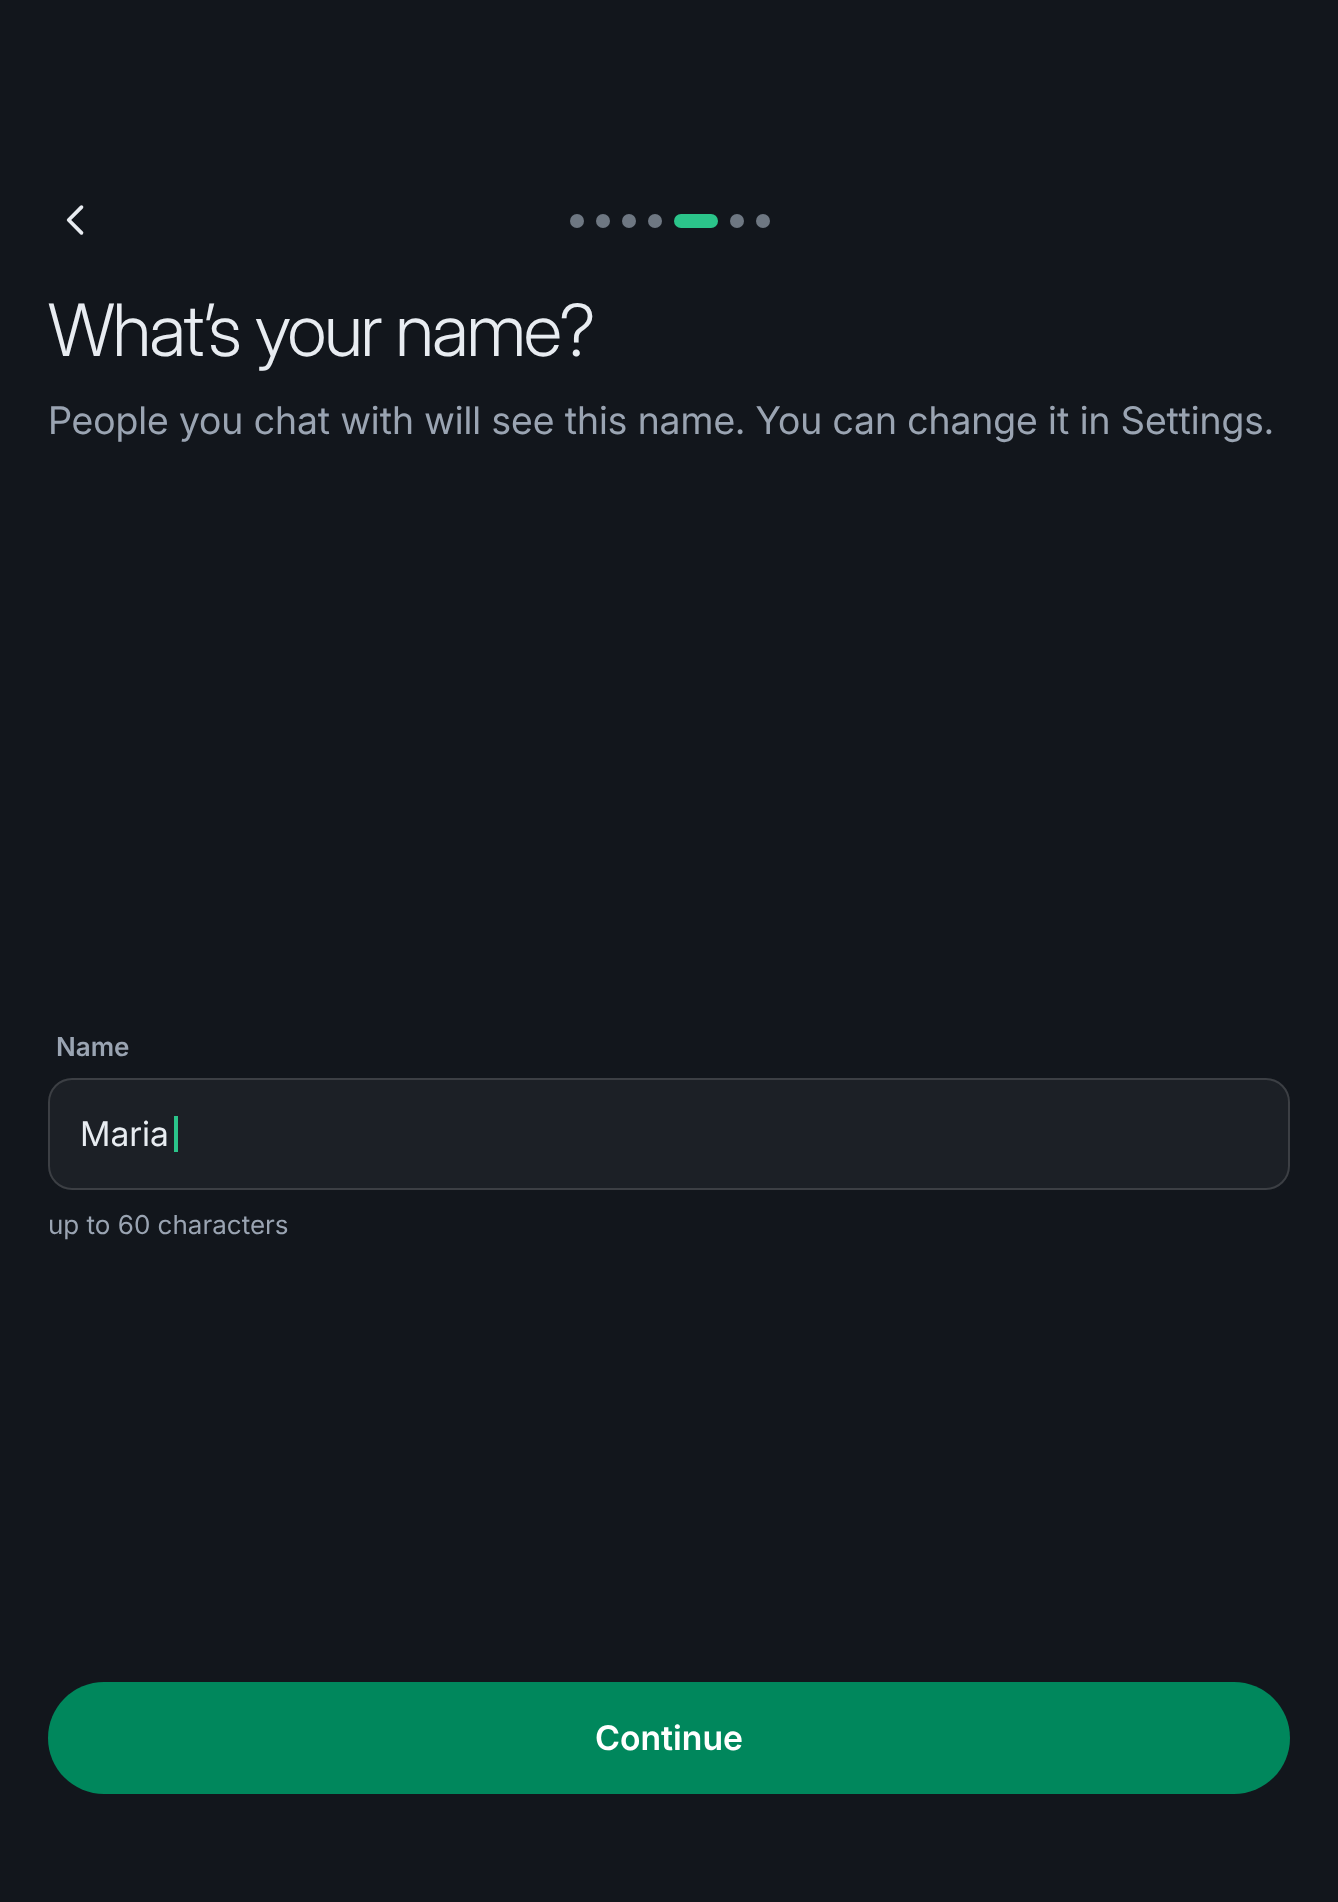 What's your name?
People you chat with will see this name. You can change it in Settings.
Name
Maria
up to 60 characters
Continue